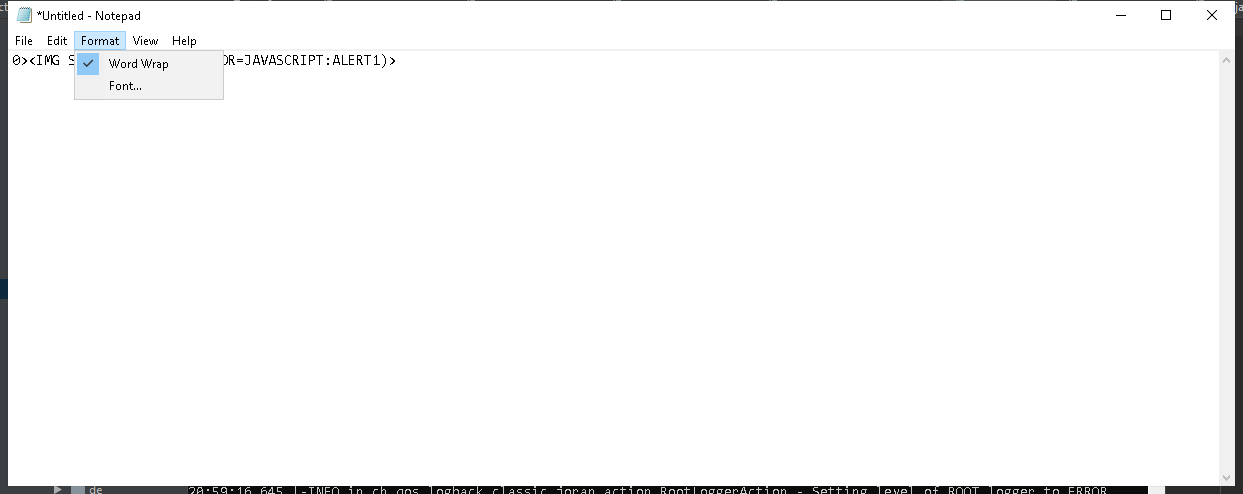 *Untitled - Notepad
File Edit Format View Help
0><IMG S
OR=JAVASCRIPT:ALERT1)>
Word Wrap
Font...
de
20:59:16,645 |-INFO in ch.qos.logback.classic.joran.action.RootLoggerAction - Setting level of ROOT logger to ERROR